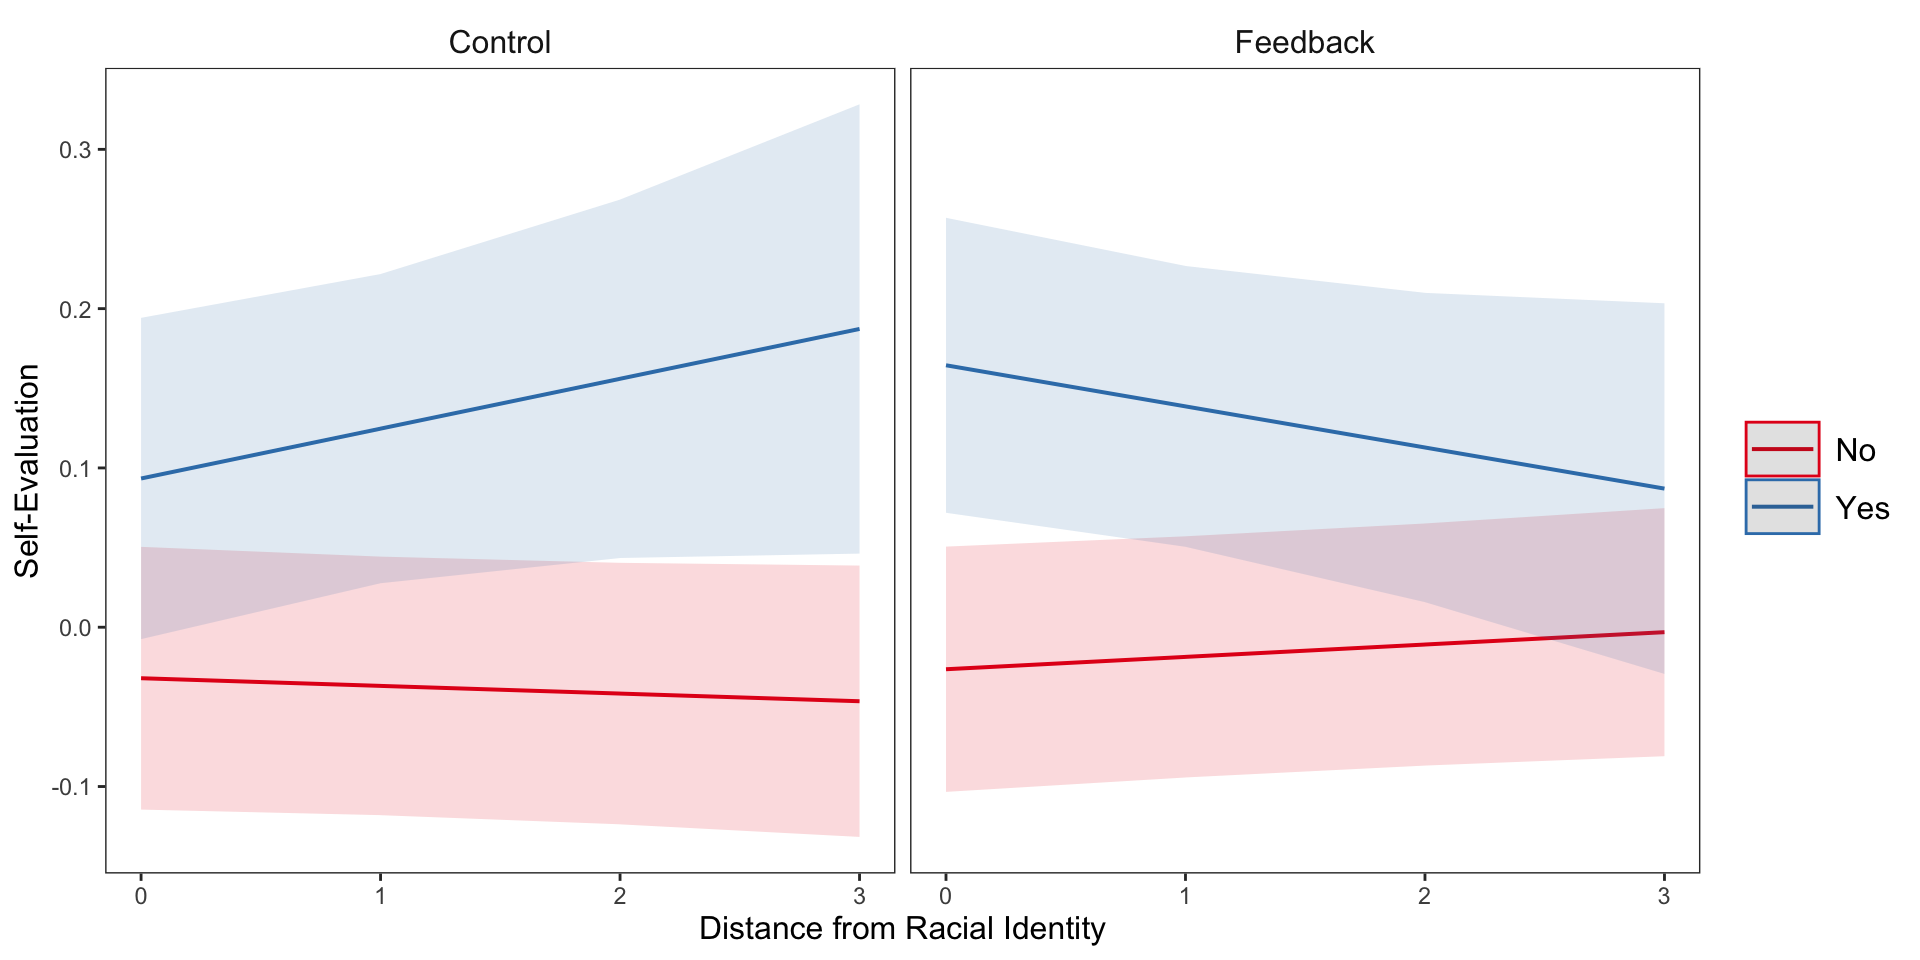 Control
Feedback
Self-Evaluation
0.3
0.2
0.1
0.0
-0.1
0 1 2 3
0 1 2 3
Distance from Racial Identity
No
Yes